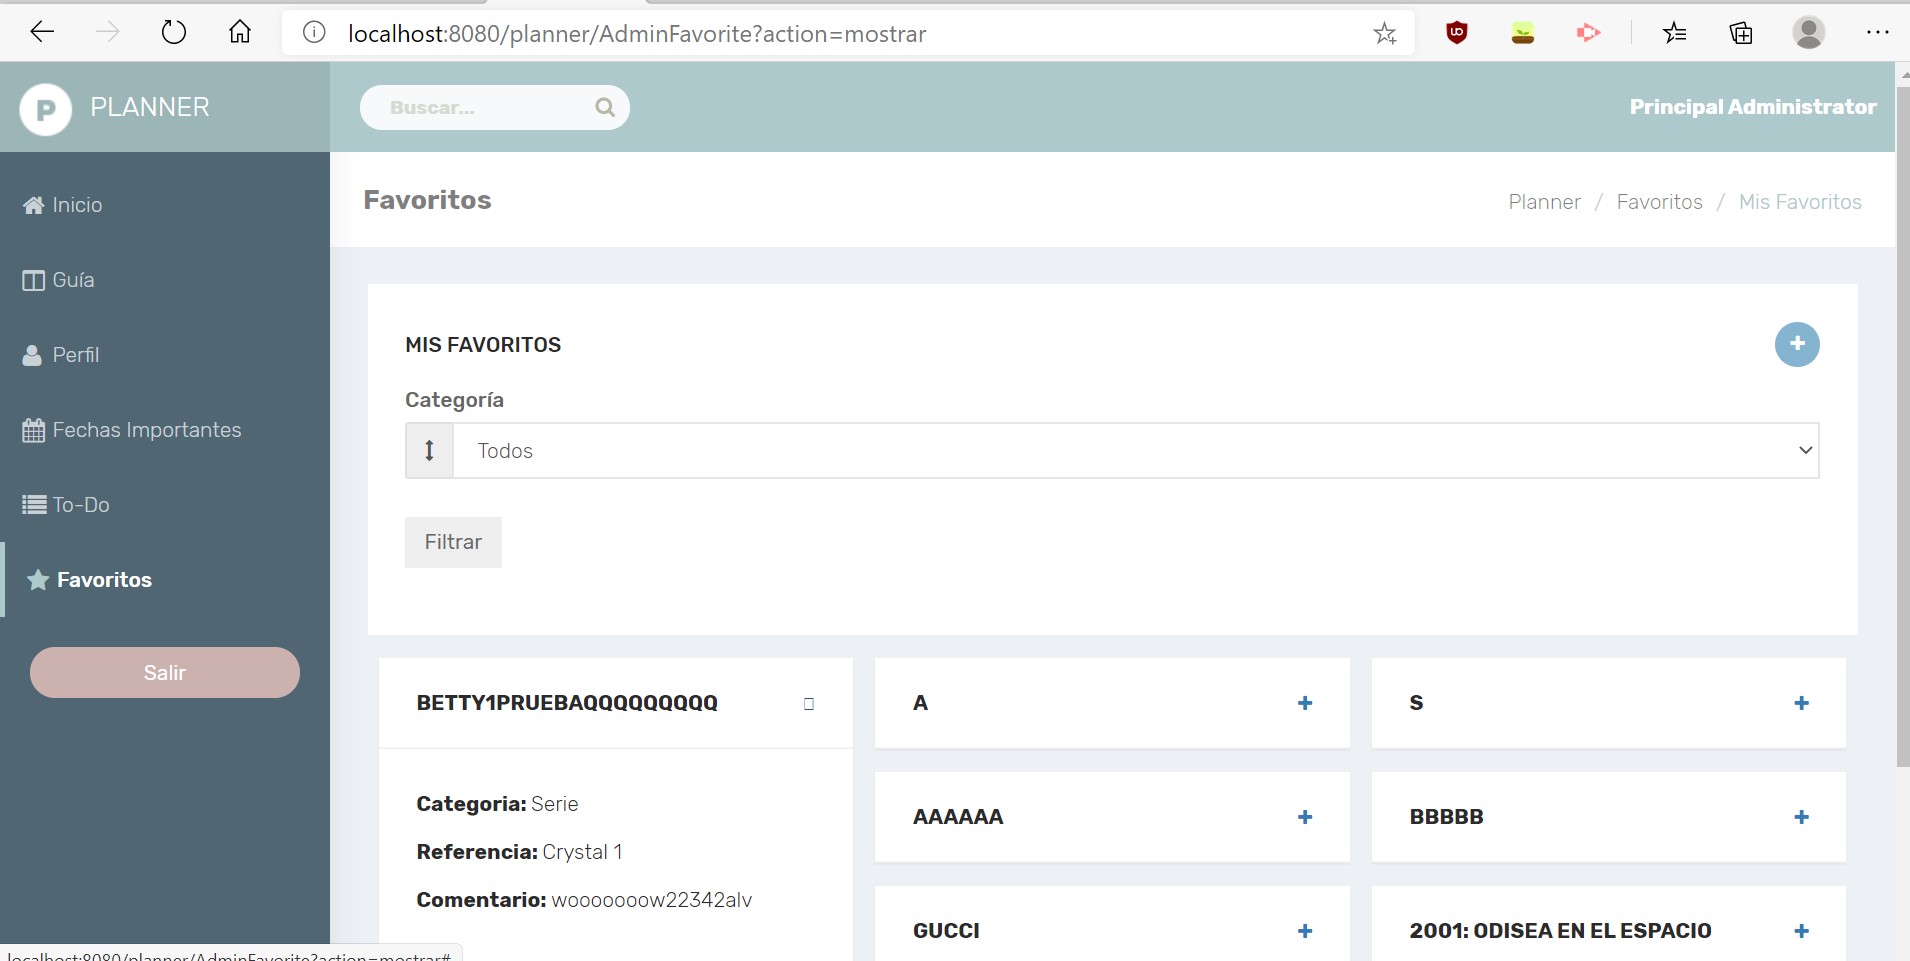 localhost:8080/planner/AdminFavorite?action=mostrar
P PLANNER
Buscar...
Principal Administrator
Inicio
Guía
Perfil
Fechas Importantes
To-Do
Favoritos
Salir
Favoritos
Planner / Favoritos / Mis Favoritos
MIS FAVORITOS
Categoría
Todos
Filtrar
BETTY1PRUEBAQQQQQQQQQ
Categoria: Serie
Referencia: Crystal 1
Comentario: wooooooow22342alv
A
S
AAAAAA
BBBBB
GUCCI
2001: ODISEA EN EL ESPACIO
localhost:8080/planner/AdminFavorite?action=mostrar#